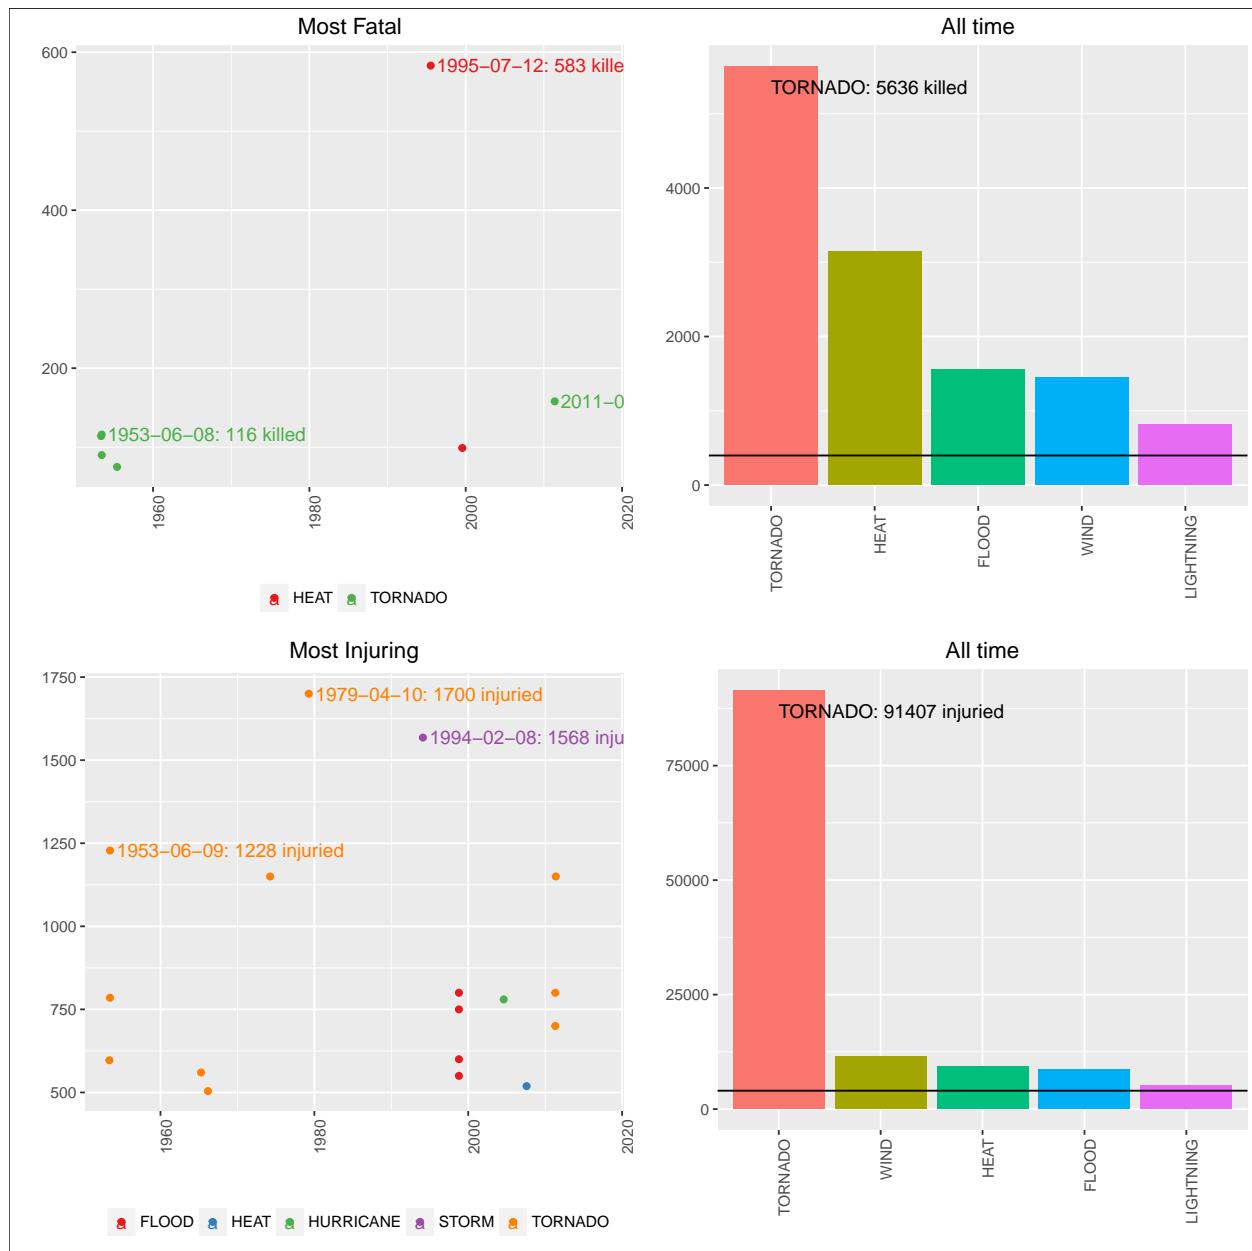 Most Fatal
600
400
200
1995−07−12: 583 kille
2011−0
1953−06−08: 116 killed
1960
1980
2000
2020
HEAT
TORNADO
All time
TORNADO: 5636 killed
4000
2000
0
TORNADO
HEAT
FLOOD
WIND
LIGHTNING
Most Injuring
1750
1500
1250
1000
750
500
1979−04−10: 1700 injuried
1994−02−08: 1568 inju
1953−06−09: 1228 injuried
1960
1980
2000
2020
FLOOD
HEAT
HURRICANE
STORM
TORNADO
All time
TORNADO: 91407 injuried
75000
50000
25000
0
TORNADO
WIND
HEAT
FLOOD
LIGHTNING